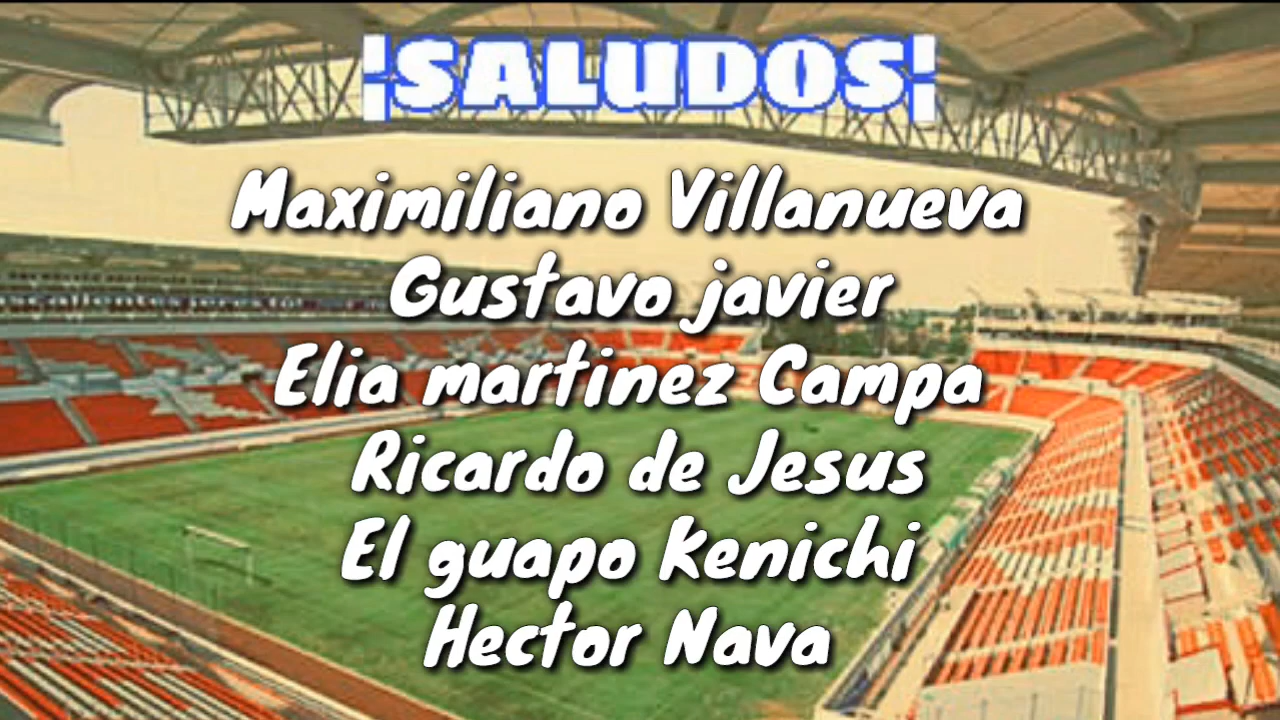 ¦SALUDOS¦
Maximiliano Villanueva
Gustavo javier
Elia martinez Campa
Ricardo de Jesus
El guapo Kenichi
Hector Nava